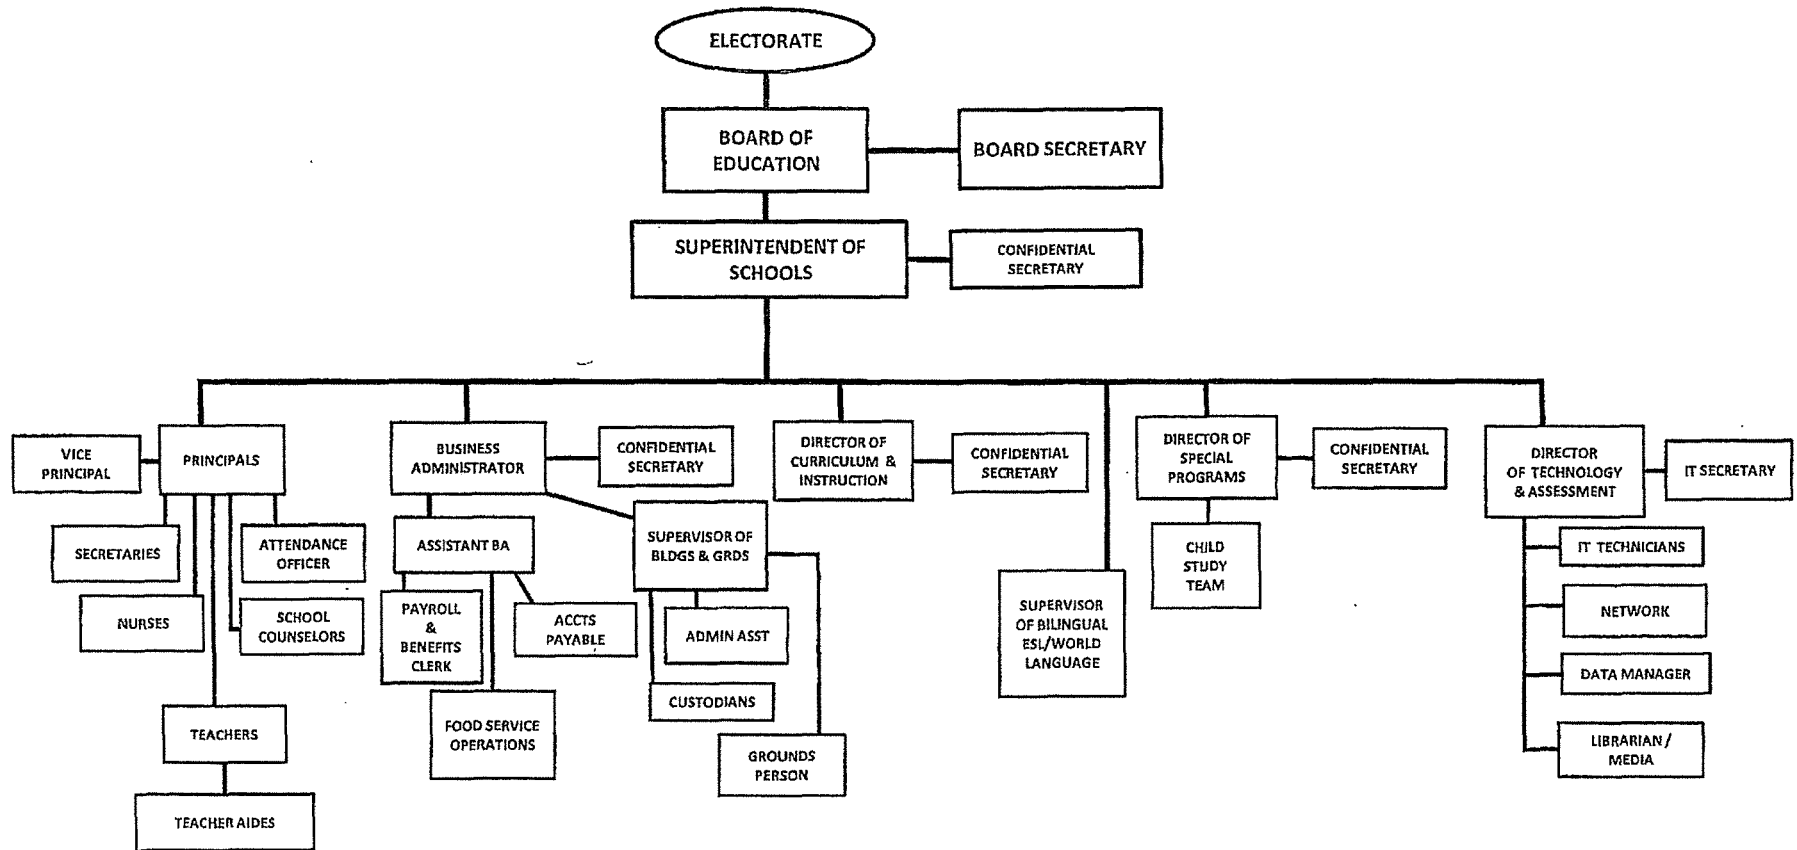 ELECTORATE
BOARD OF
EDUCATION
BOARD SECRETARY
SUPERINTENDENT OF
SCHOOLS
CONFIDENTIAL
SECRETARY
VICE
PRINCIPAL
PRINCIPALS
BUSINESS
ADMINISTRATOR
CONFIDENTIAL
SECRETARY
DIRECTOR OF
CURRICULUM &
INSTRUCTION
CONFIDENTIAL
SECRETARY
DIRECTOR OF
SPECIAL
PROGRAMS
CONFIDENTIAL
SECRETARY
DIRECTOR
OF TECHNOLOGY
& ASSESSMENT
IT SECRETARY
SECRETARIES
ATTENDANCE
OFFICER
NURSES
SCHOOL
COUNSELORS
TEACHERS
TEACHER AIDES
ASSISTANT BA
SUPERVISOR OF
BLDGS & GRDS
PAYROLL
&
BENEFITS
CLERK
ACCTS
PAYABLE
FOOD SERVICE
OPERATIONS
ADMIN ASST
CUSTODIANS
GROUNDS
PERSON
SUPERVISOR
OF BILINGUAL
ESL/WORLD
LANGUAGE
CHILD
STUDY
TEAM
IT TECHNICIANS
NETWORK
DATA MANAGER
LIBRARIAN /
MEDIA